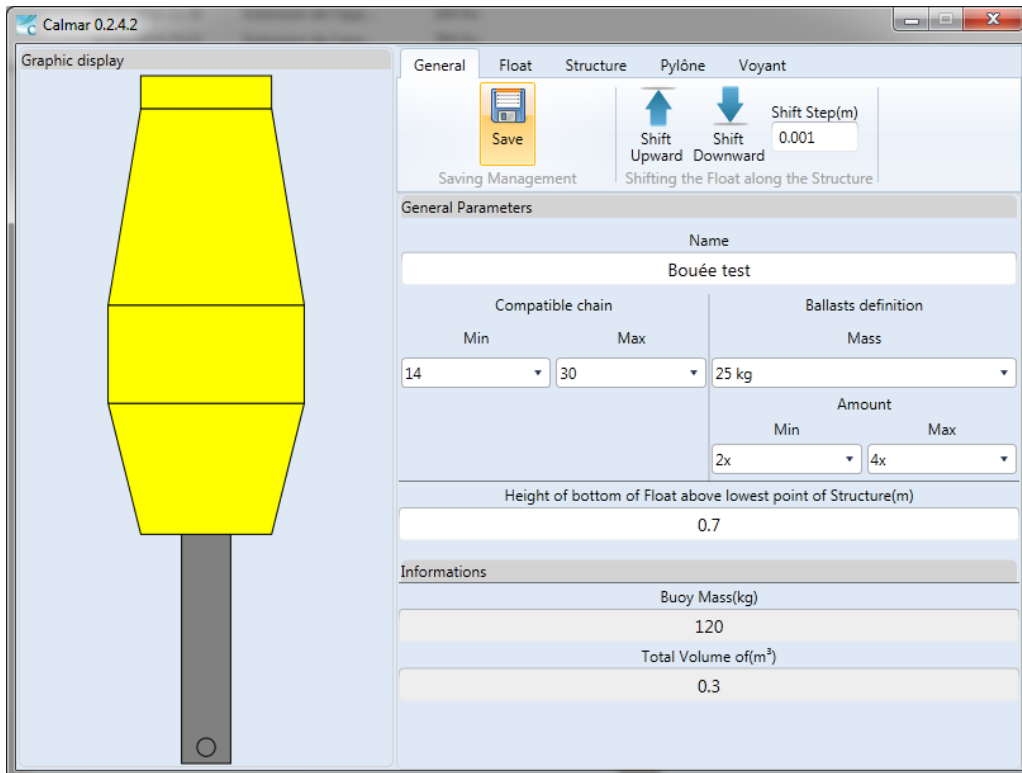 Calmar 0.2.4.2
Graphic display
General Float Structure Pylône Voyant
Save
Saving Management
Shift Upward
Shift Downward
Shift Step(m)
0.001
Shifting the Float along the Structure
General Parameters
Name
Bouée test
Compatible chain
Min Max
14 30
Ballasts definition
Mass
25 kg
Amount
Min Max
2x 4x
Height of bottom of Float above lowest point of Structure(m)
0.7
Informations
Buoy Mass(kg)
120
Total Volume of(m³)
0.3